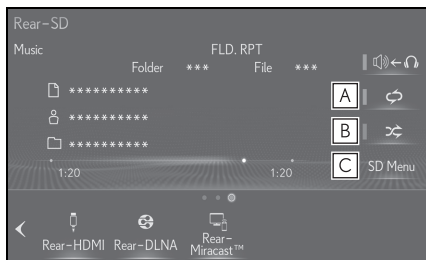 Rear-SD
Music FLD. RPT
Folder *** File ***
**********
A
**********
B
**********
1:20 1:20
C SD Menu
Rear-HDMI Rear-DLNA Rear-Miracast™